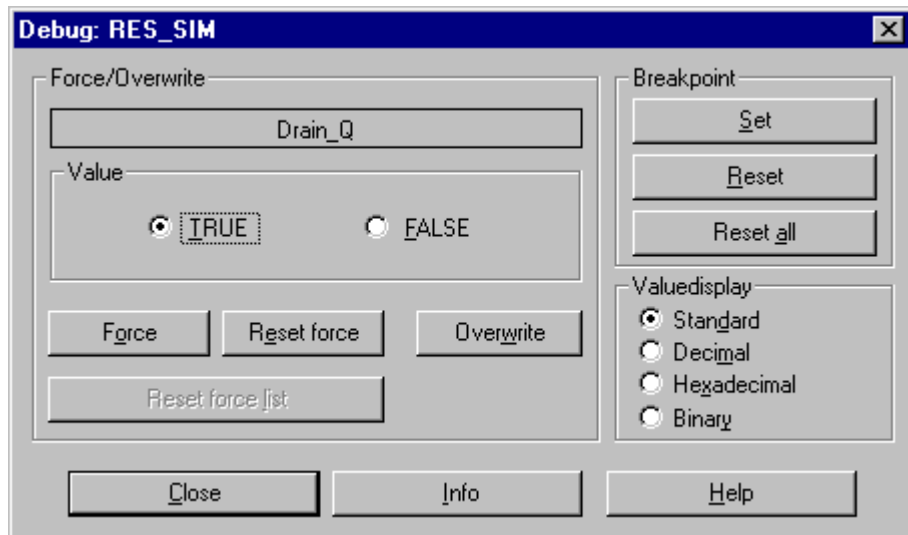 Debug: RES_SIM
Force/Overwrite
Drain_Q
Value
TRUE FALSE
Force Reset force Overwrite
Reset force list
Breakpoint
Set
Reset
Reset all
Valuedisplay
Standard
Decimal
Hexadecimal
Binary
Close Info Help